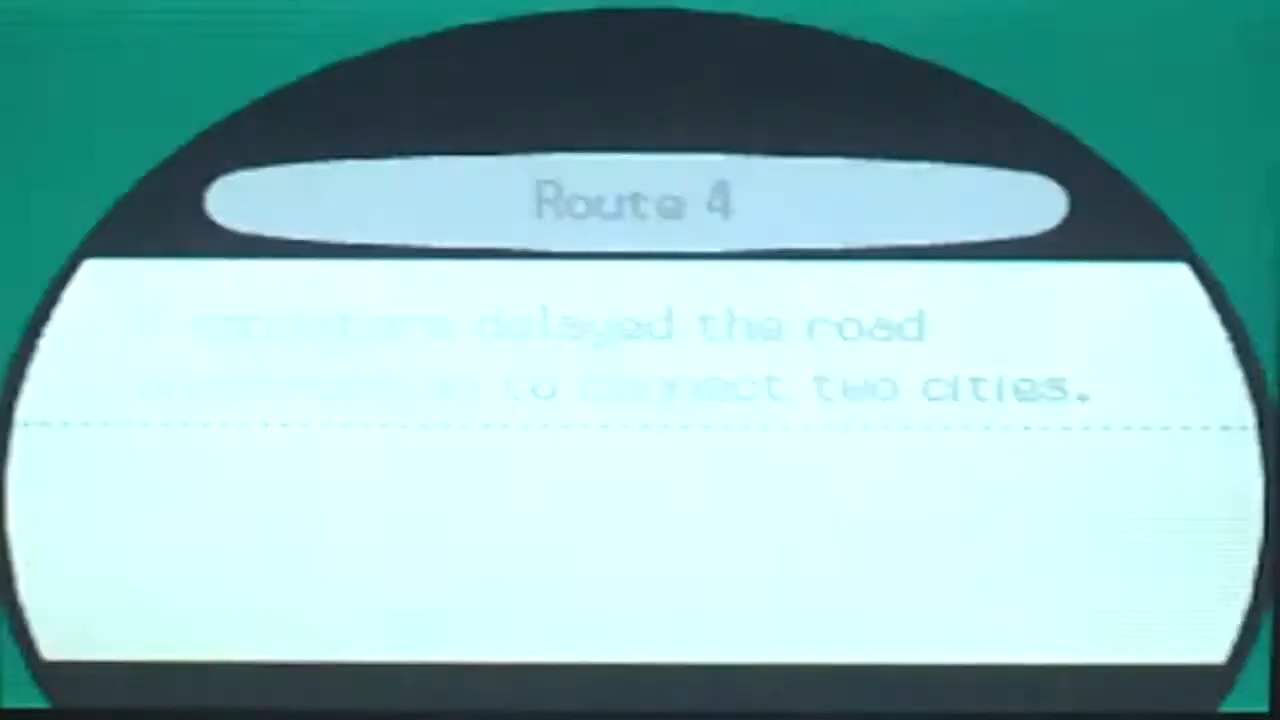 Route 4
delayed the road
to connect two cities.